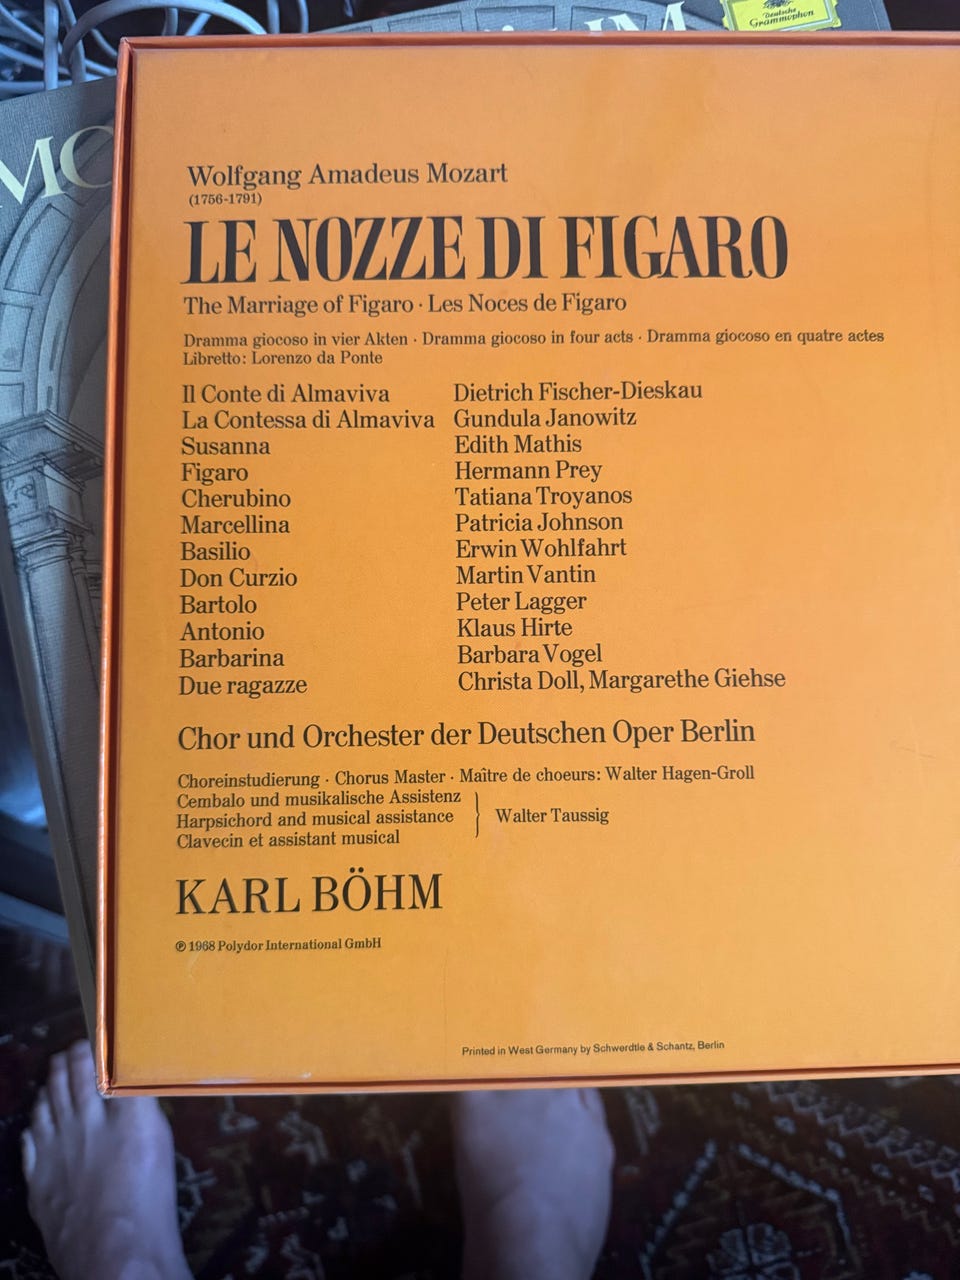 Deutsche
Grammophon
MO
Wolfgang Amadeus Mozart
(1756-1791)
LE NOZZE DI FIGARO
The Marriage of Figaro · Les Noces de Figaro
Dramma giocoso in vier Akten · Dramma giocoso in four acts · Dramma giocoso en quatre actes
Libretto: Lorenzo da Ponte
Il Conte di Almaviva Dietrich Fischer-Dieskau
La Contessa di Almaviva Gundula Janowitz
Susanna Edith Mathis
Figaro Hermann Prey
Cherubino Tatiana Troyanos
Marcellina Patricia Johnson
Basilio Erwin Wohlfahrt
Don Curzio Martin Vantin
Bartolo Peter Lagger
Antonio Klaus Hirte
Barbarina Barbara Vogel
Due ragazze Christa Doll, Margarethe Giehse
Chor und Orchester der Deutschen Oper Berlin
Choreinstudierung · Chorus Master · Maître de choeurs: Walter Hagen-Groll
Cembalo und musikalische Assistenz
Harpsichord and musical assistance } Walter Taussig
Clavecin et assistant musical
KARL BÖHM
℗ 1968 Polydor International GmbH
Printed in West Germany by Schwerdtle & Schantz, Berlin